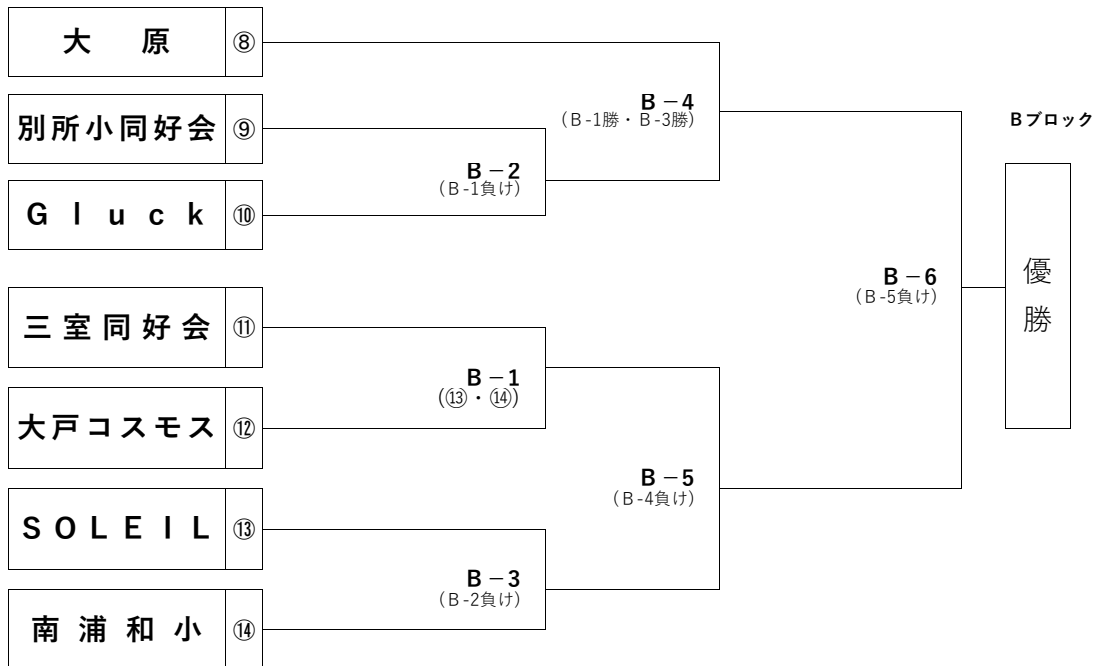 大原 ⑧
B－4
（B-1勝・B-3勝）
Bブロック
別所小同好会 ⑨
B－2
（B-1負け）
Gluck ⑩
B－6
（B-5負け）
優勝
三室同好会 ⑪
B－1
(⑬・⑭)
大戸コスモス ⑫
B－5
（B-4負け）
SOLEIL ⑬
B－3
（B-2負け）
南浦和小 ⑭